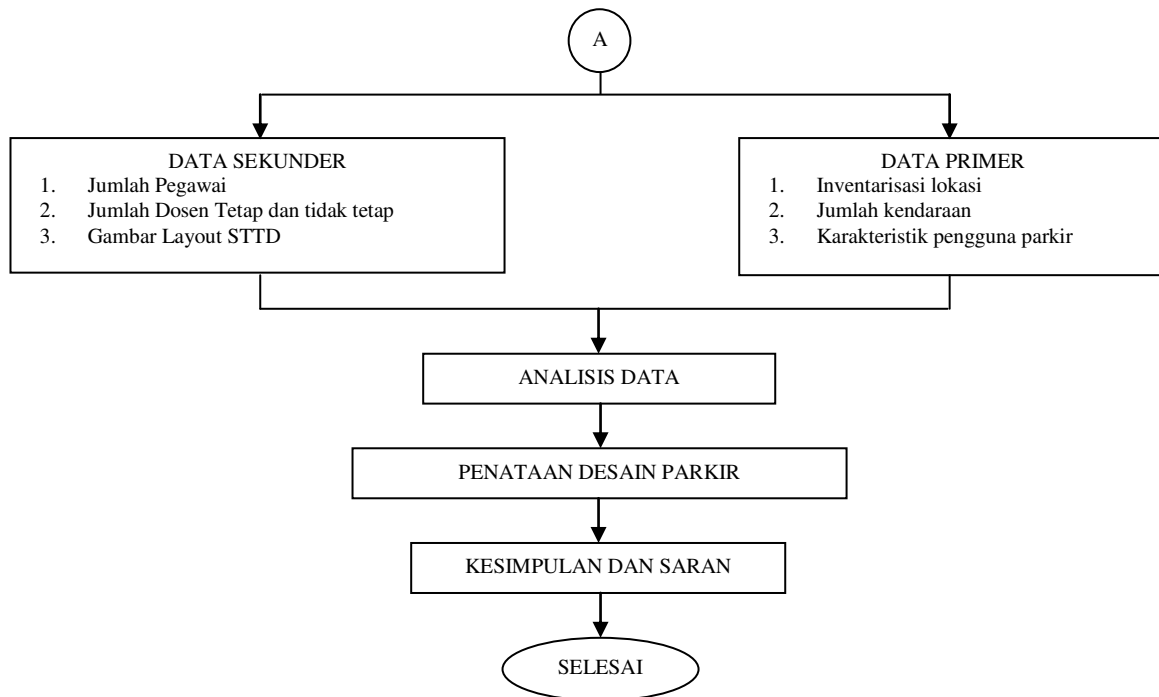 A
DATA SEKUNDER
1. Jumlah Pegawai
2. Jumlah Dosen Tetap dan tidak tetap
3. Gambar Layout STTD
DATA PRIMER
1. Inventarisasi lokasi
2. Jumlah kendaraan
3. Karakteristik pengguna parkir
ANALISIS DATA
PENATAAN DESAIN PARKIR
KESIMPULAN DAN SARAN
SELESAI